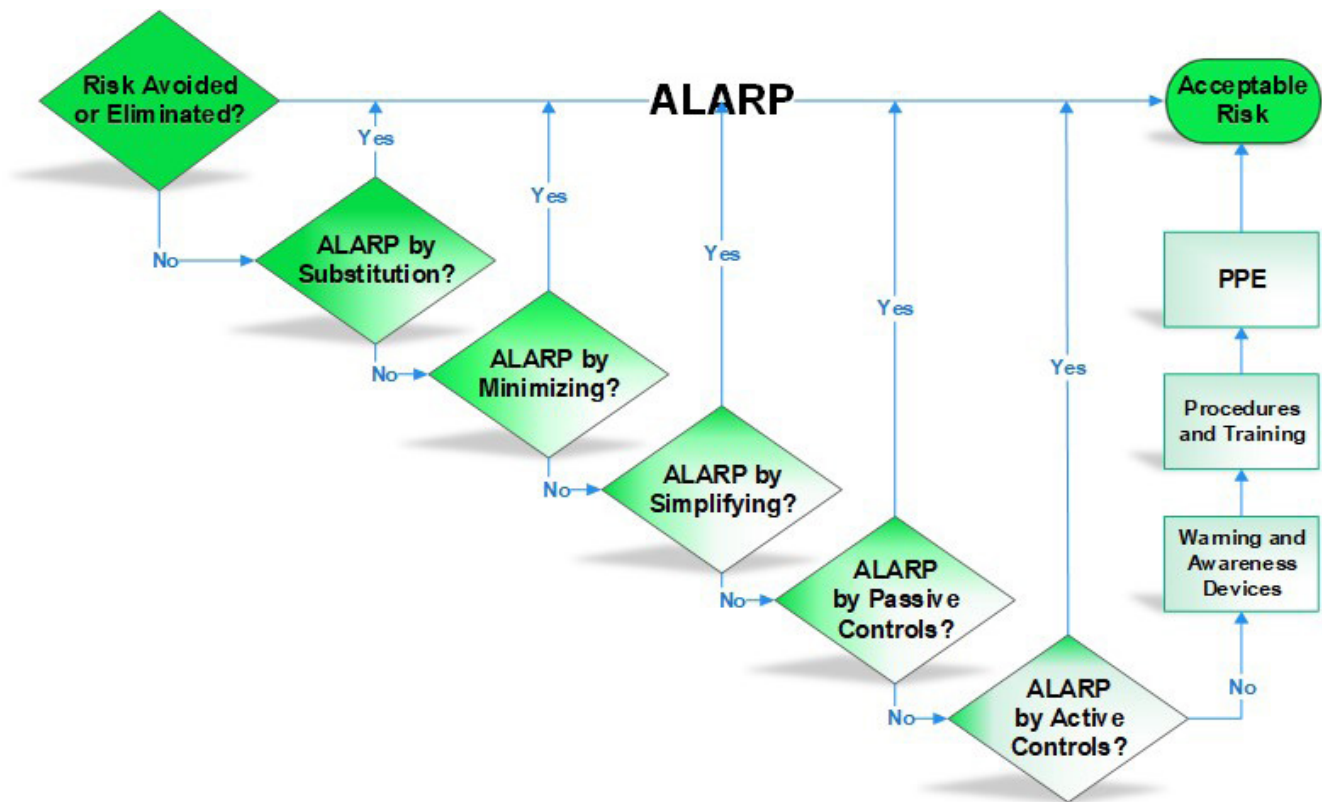 Risk Avoided
or Eliminated?
ALARP
Acceptable
Risk
Yes
No
ALARP by
Substitution?
Yes
No
ALARP by
Minimizing?
Yes
No
ALARP by
Simplifying?
Yes
No
ALARP
by Passive
Controls?
Yes
No
ALARP
by Active
Controls?
No
Warning and
Awareness
Devices
Procedures
and Training
PPE